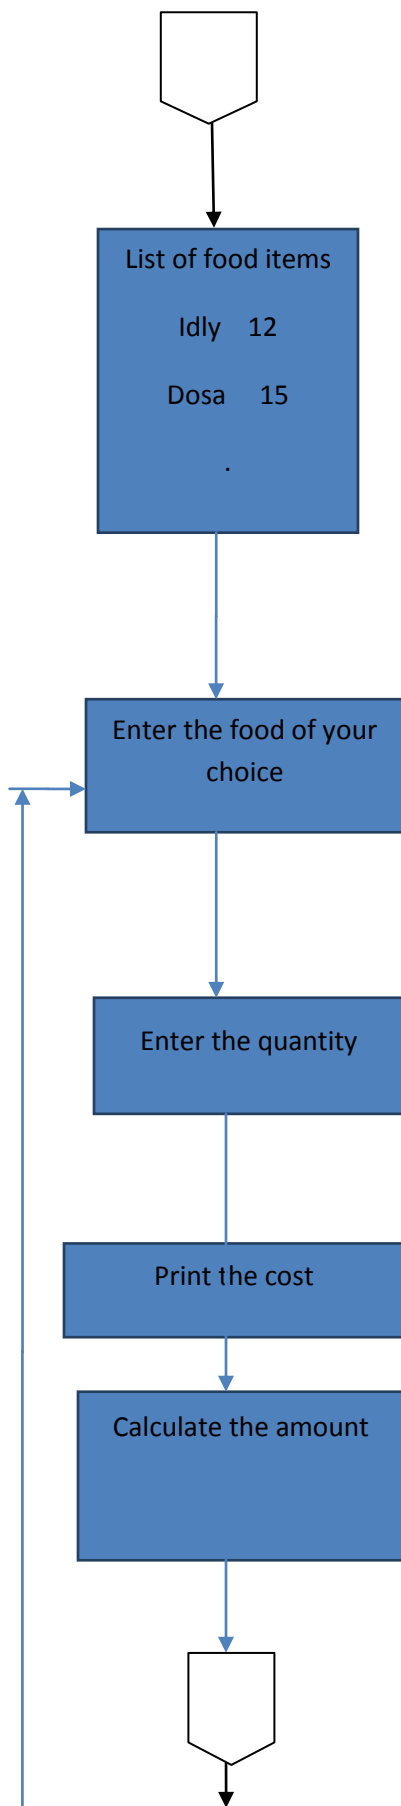 List of food items
Idly 12
Dosa 15
.
Enter the food of your
choice
Enter the quantity
Print the cost
Calculate the amount